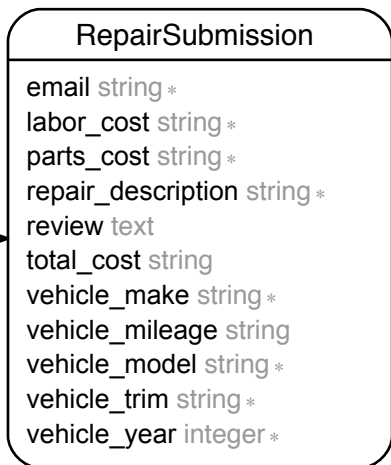 RepairSubmission
email string *
labor_cost string *
parts_cost string *
repair_description string *
review text
total_cost string
vehicle_make string *
vehicle_mileage string
vehicle_model string *
vehicle_trim string *
vehicle_year integer *